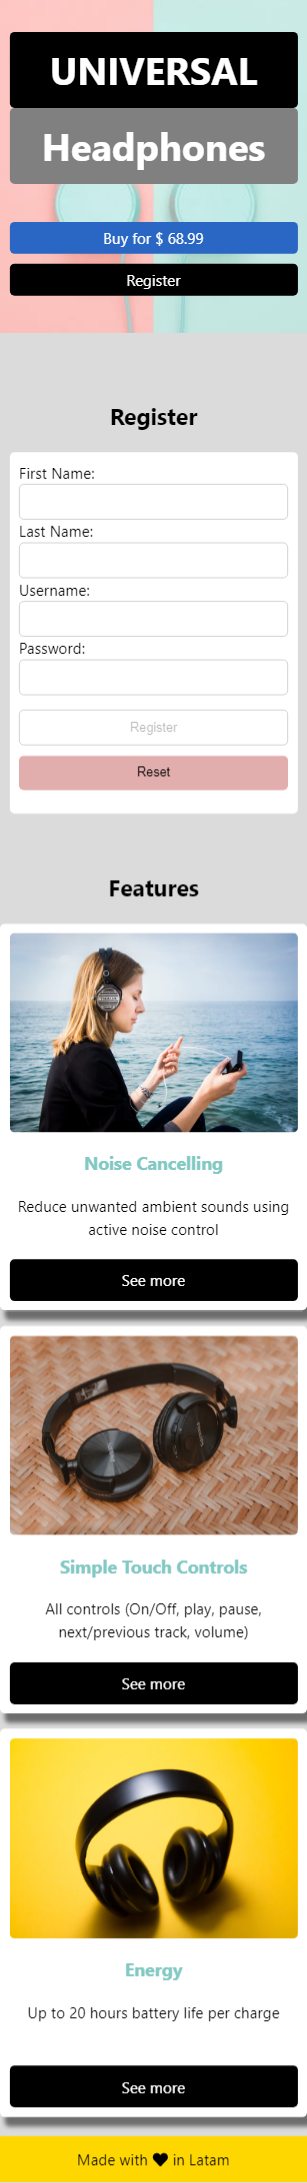 UNIVERSAL
Headphones
Buy for $ 68.99
Register
Register
First Name:
Last Name:
Username:
Password:
Register
Reset
Features
Noise Cancelling
Reduce unwanted ambient sounds using
active noise control
See more
Simple Touch Controls
All controls (On/Off, play, pause,
next/previous track, volume)
See more
Energy
Up to 20 hours battery life per charge
See more
Made with ♥ in Latam